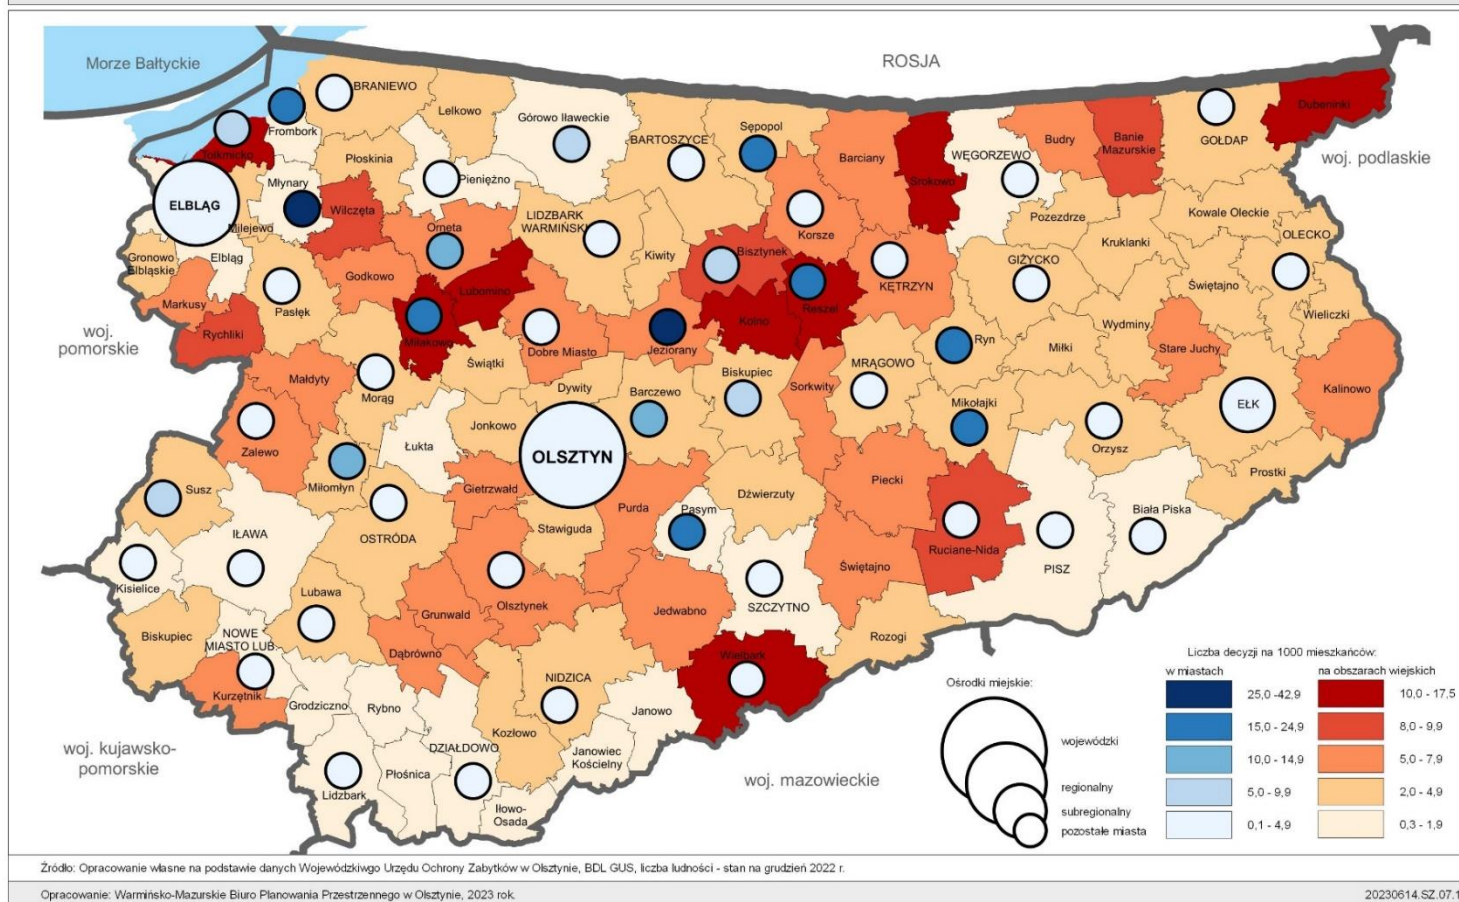 Morze Bałtyckie
ROSJA
woj. podlaskie
woj.
pomorskie
woj. kujawsko-
pomorskie
woj. mazowieckie
BRANIEWO
Lelkowo
Frombork
Górowo Iławeckie
BARTOSZYCE
Sępopol
Barciany
Srokowo
WĘGORZEWO
Budry
Banie
Mazurskie
GOŁDAP
Dubeninki
Tolkmicko
Płoskinia
Pieniężno
Młynary
ELBLĄG
Milejewo
Wilczęta
Orneta
LIDZBARK
WARMIŃSKI
Kiwity
Bisztynek
Korsze
KĘTRZYN
Pozezdrze
Kruklanki
Kowale Oleckie
OLECKO
Gronowo
Elbląskie
Elbląg
Markusy
Rychliki
Pasłęk
Godkowo
Lubomino
Miłakowo
Dobre Miasto
Jeziorany
Kolno
Reszel
GIŻYCKO
Świętajno
Wieliczki
Wydminy
Stare Juchy
Kalinowo
EŁK
Małdyty
Morąg
Świątki
Dywity
Barczewo
Biskupiec
Sorkwity
MRĄGOWO
Ryn
Miłki
Mikołajki
Orzysz
Prostki
Zalewo
Łukta
Jonkowo
OLSZTYN
Susz
Miłomłyn
OSTRÓDA
Gietrzwałd
Stawiguda
Purda
Pasym
Dźwierzuty
Piecki
Ruciane-Nida
PISZ
Biała Piska
Kisielice
IŁAWA
Lubawa
Grunwald
Olsztynek
Jedwabno
SZCZYTNO
Świętajno
Rozogi
Biskupiec
NOWE
MIASTO LUB.
Kurzętnik
Dąbrówno
NIDZICA
Wielbark
Grodziczno
Rybno
Kozłowo
Janowo
Janowiec
Kościelny
Lidzbark
Płośnica
DZIAŁDOWO
Iłowo-
Osada
Ośrodki miejskie:
wojewódzki
regionalny
subregionalny
pozostałe miasta
Liczba decyzji na 1000 mieszkańców:
w miastach
na obszarach wiejskich
25,0 -42,9
10,0 - 17,5
15,0 -24,9
8,0 - 9,9
10,0 - 14,9
5,0 - 7,9
5,0 - 9,9
2,0 - 4,9
0,1 - 4,9
0,3 - 1,9
Źródło: Opracowanie własne na podstawie danych Wojewódzkiwgo Urzędu Ochrony Zabytków w Olsztynie, BDL GUS, liczba ludności - stan na grudzień 2022 r.
Opracowanie: Warmińsko-Mazurskie Biuro Planowania Przestrzennego w Olsztynie, 2023 rok.
20230614.SZ.07.1